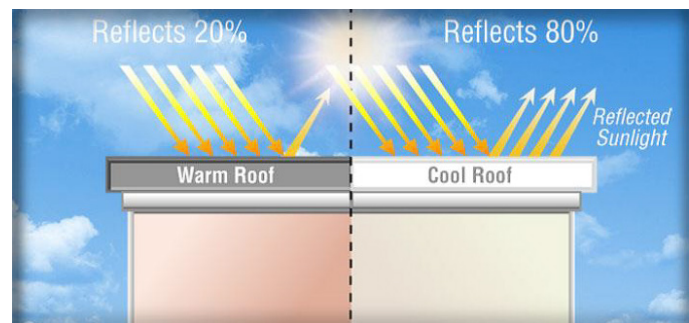 Reflects 20%
Reflects 80%
Reflected
Sunlight
Warm Roof
Cool Roof